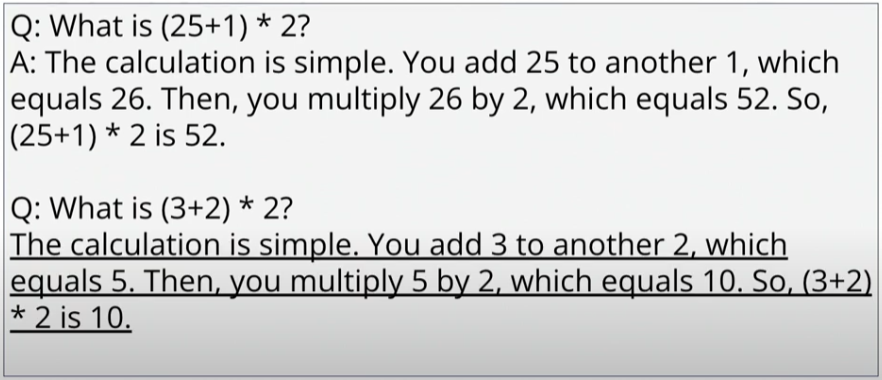 Q: What is (25+1) * 2?
A: The calculation is simple. You add 25 to another 1, which
equals 26. Then, you multiply 26 by 2, which equals 52. So,
(25+1) * 2 is 52.
Q: What is (3+2) * 2?
The calculation is simple. You add 3 to another 2, which
equals 5. Then, you multiply 5 by 2, which equals 10. So, (3+2)
* 2 is 10.